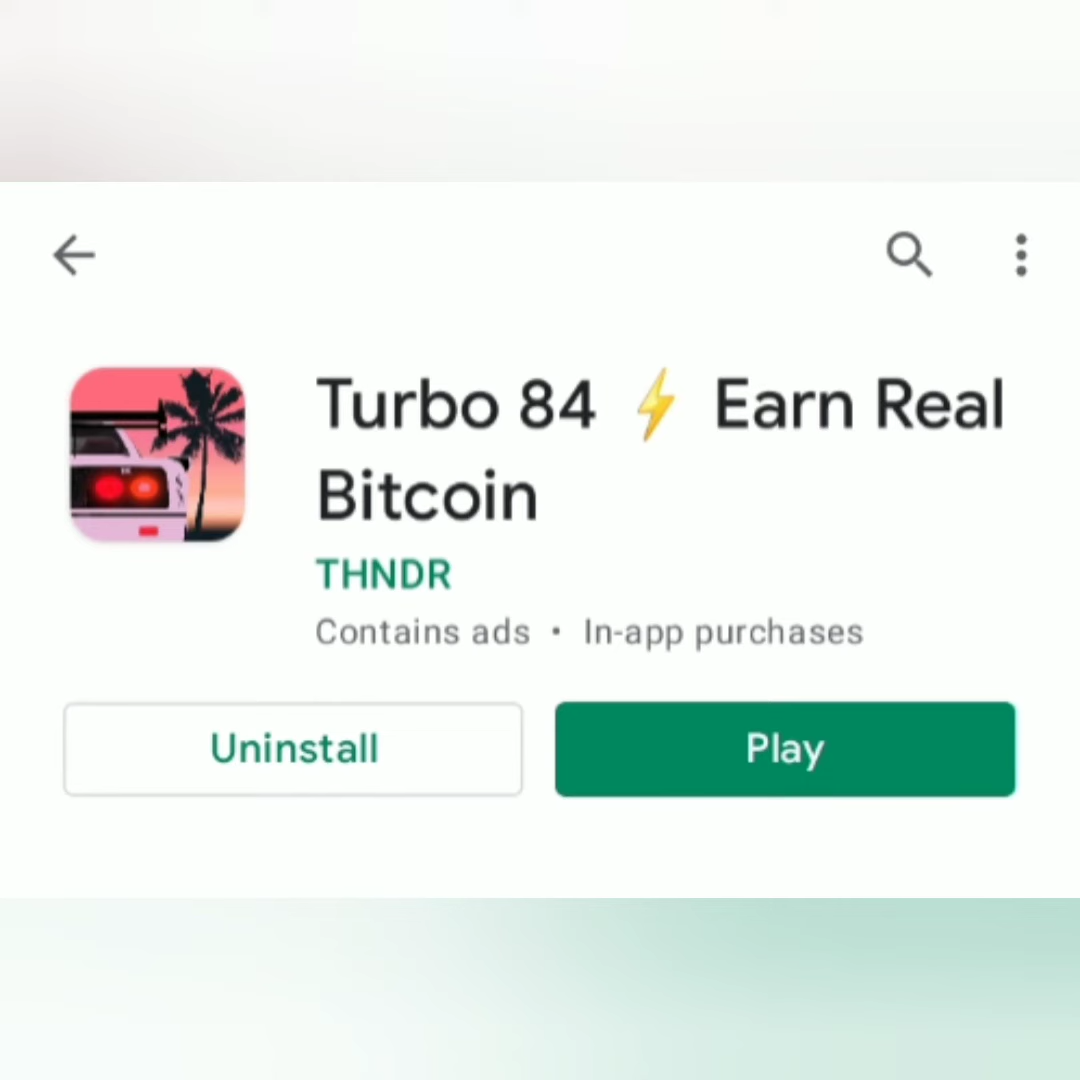 Turbo 84 ⚡ Earn Real
Bitcoin
THNDR
Contains ads • In-app purchases
Uninstall
Play